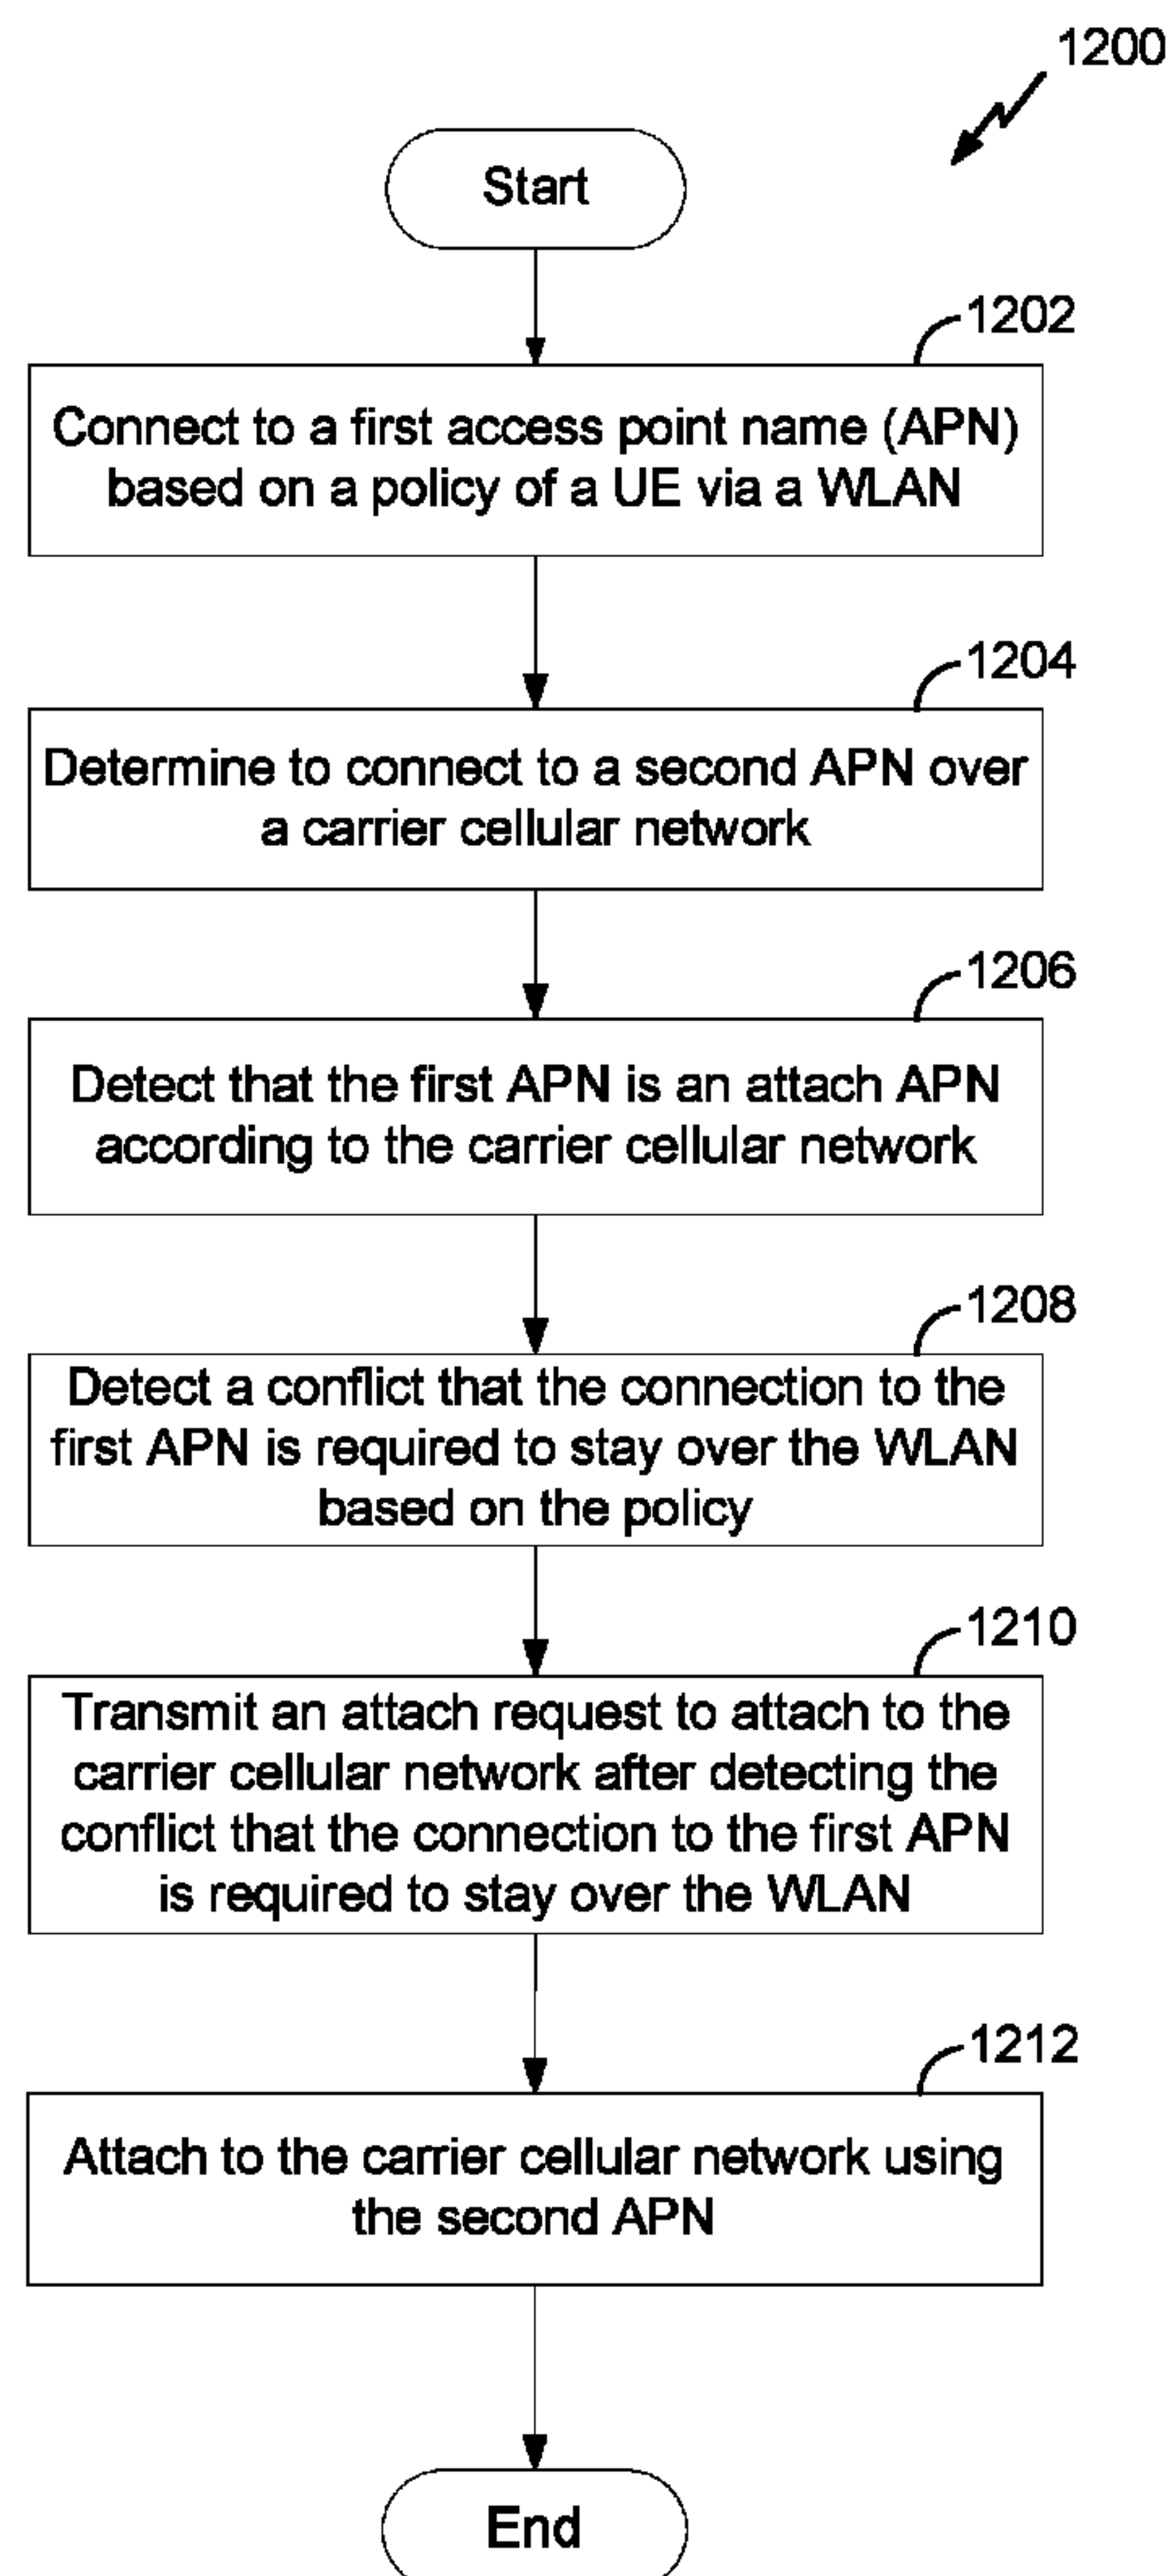 1200
Start
1202
Connect to a first access point name (APN)
based on a policy of a UE via a WLAN
1204
Determine to connect to a second APN over
a carrier cellular network
1206
Detect that the first APN is an attach APN
according to the carrier cellular network
1208
Detect a conflict that the connection to the
first APN is required to stay over the WLAN
based on the policy
1210
Transmit an attach request to attach to the
carrier cellular network after detecting the
conflict that the connection to the first APN
is required to stay over the WLAN
1212
Attach to the carrier cellular network using
the second APN
End